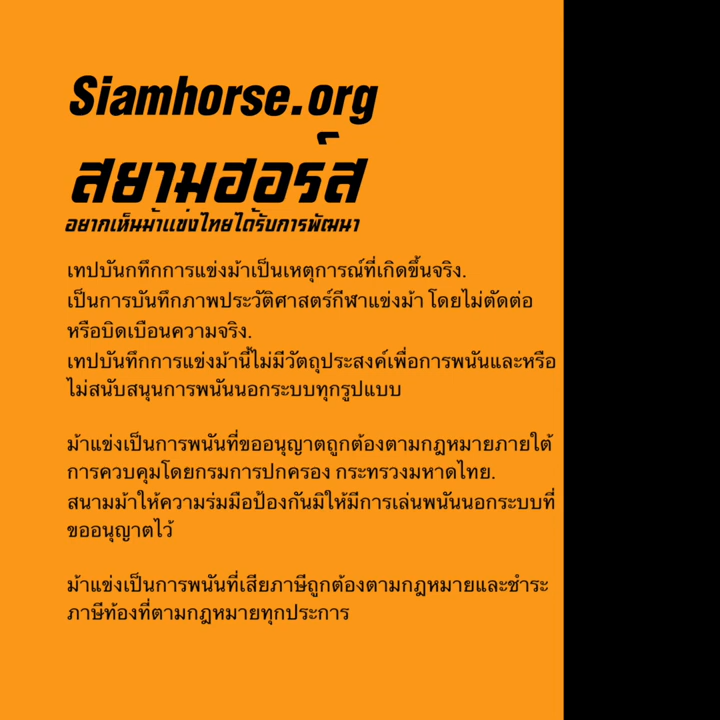 Siamhorse.org
สยามฮอร์ส
อยากเห็นม้าแข่งไทยได้รับการพัฒนา
เทปบันกทึกการแข่งม้าเป็นเหตุการณ์ที่เกิดขึ้นจริง.
เป็นการบันทึกภาพประวัติศาสตร์กีฬาแข่งม้า โดยไม่ตัดต่อ
หรือบิดเบือนความจริง.
เทปบันทึกการแข่งม้านี้ไม่มีวัตถุประสงค์เพื่อการพนันและหรือ
ไม่สนับสนุนการพนันนอกระบบทุกรูปแบบ
ม้าแข่งเป็นการพนันที่ขออนุญาตถูกต้องตามกฎหมายภายใต้
การควบคุมโดยกรมการปกครอง กระทรวงมหาดไทย.
สนามม้าให้ความร่มมือป้องกันมิให้มีการเล่นพนันนอกระบบที่
ขออนุญาตไว้
ม้าแข่งเป็นการพนันที่เสียภาษีถูกต้องตามกฎหมายและชำระ
ภาษีท้องที่ตามกฎหมายทุกประการ